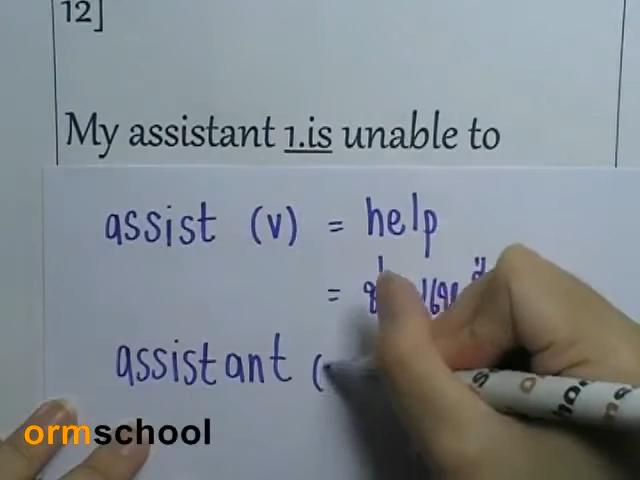 12]
My assistant 1.is unable to
assist (v) = help
=
assistant (
ormschool